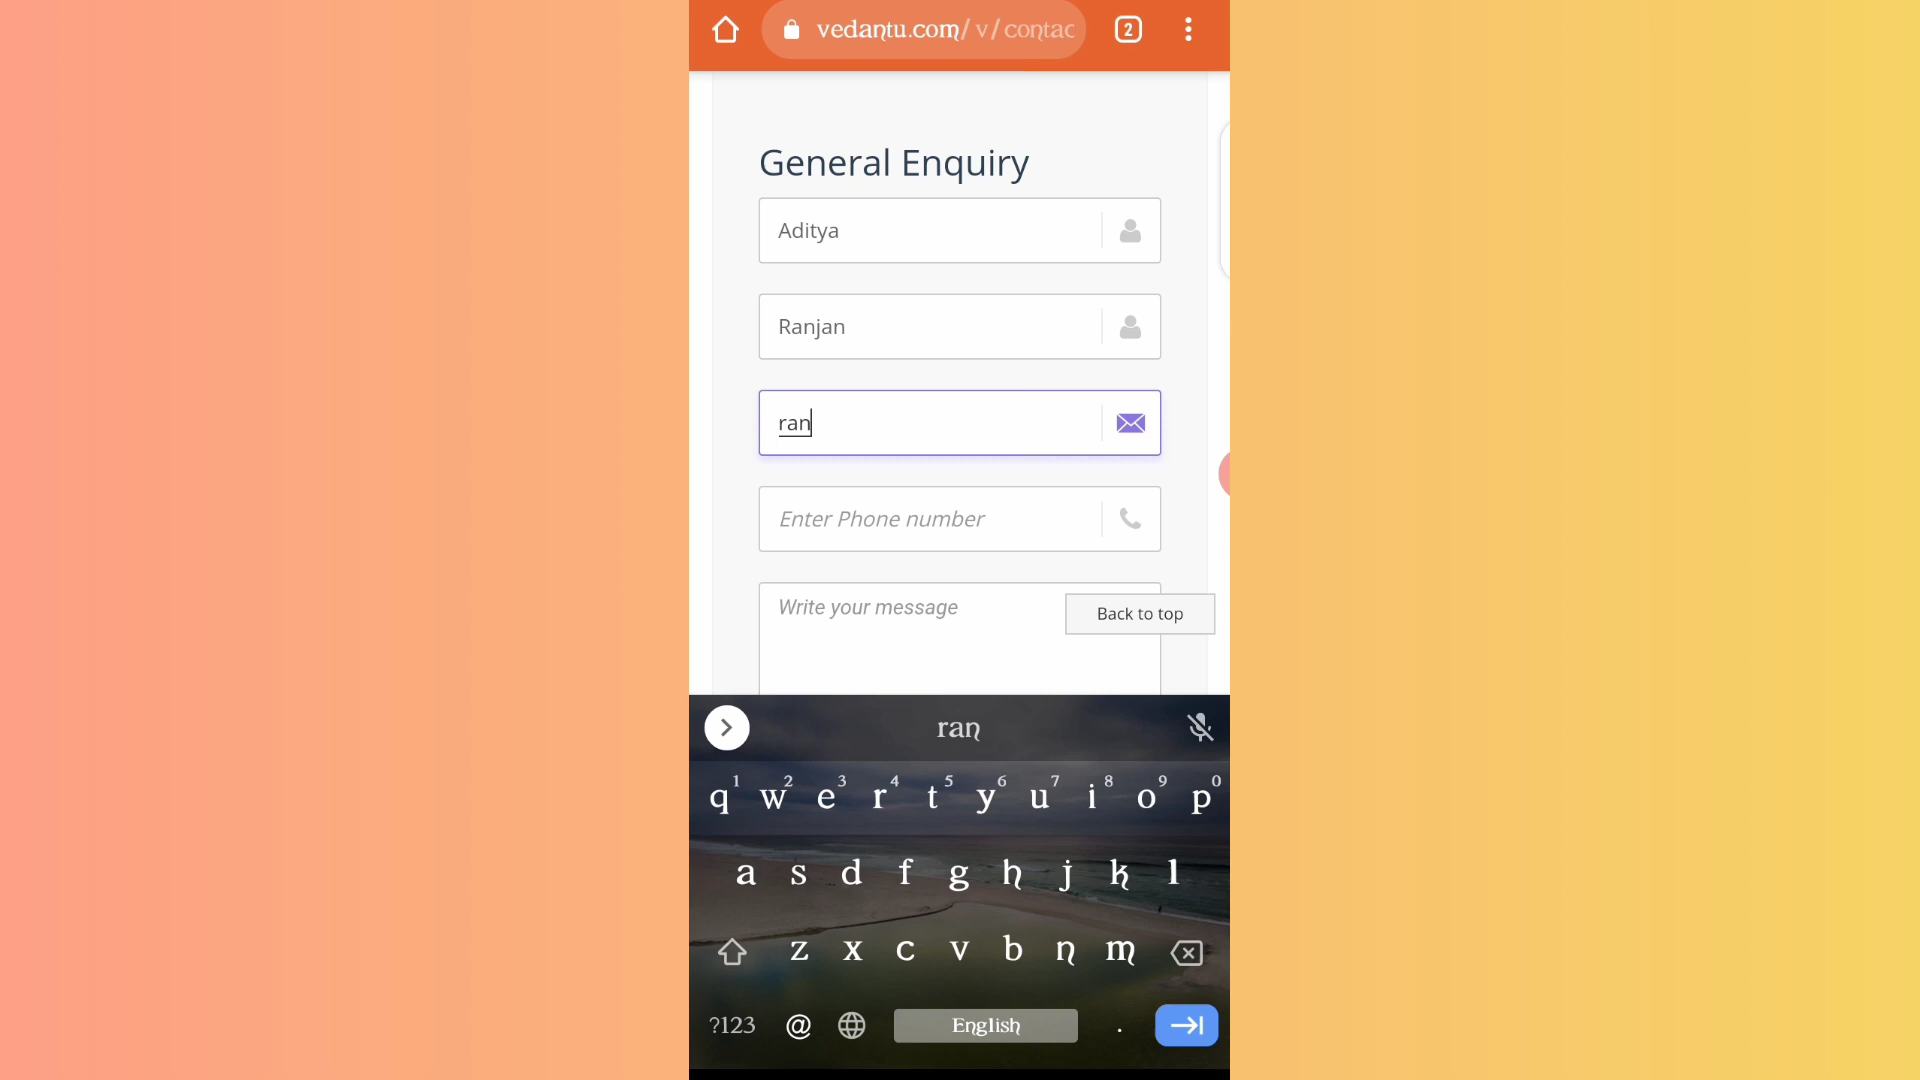 vedantu.com/v/contac 2
General Enquiry
Aditya
Ranjan
ran
Enter Phone number
Write your message
Back to top
ran
q1 w2 e3 r4 t5 y6 u7 i8 o9 p0
a s d f g h j k l
z x c v b n m
?123 @ English .